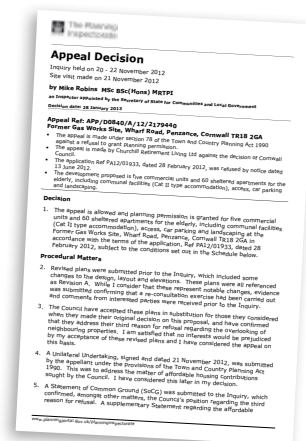 The Planning
Inspectorate
Appeal Decision
Inquiry held on 20 - 22 November 2012
Site visit made on 21 November 2012
by Mike Robins MSc BSc(Hons) MRTPI
an Inspector appointed by the Secretary of State for Communities and Local Government
Decision date: 28 January 2013
Appeal Ref: APP/D0840/A/12/2179440
Former Gas Works Site, Wharf Road, Penzance, Cornwall TR18 2GA
• The appeal is made under section 78 of the Town and Country Planning Act 1990
against a refusal to grant planning permission.
• The appeal is made by Churchill Retirement Living Ltd against the decision of Cornwall
Council.
• The application Ref PA12/01933, dated 28 February 2012, was refused by notice dated
13 June 2012.
• The development proposed is five commercial units and 60 sheltered apartments for the
elderly, including communal facilities (Cat II type accommodation), access, car parking
and landscaping.
Decision
1. The appeal is allowed and planning permission is granted for five commercial
units and 60 sheltered apartments for the elderly, including communal facilities
(Cat II type accommodation), access, car parking and landscaping at the
Former Gas Works Site, Wharf Road, Penzance, Cornwall TR18 2GA in
accordance with the terms of the application, Ref PA12/01933, dated 28
February 2012, subject to the conditions set out in the Schedule below.
Procedural Matters
2. Revised plans were submitted prior to the Inquiry, which included some
changes to the design, layout and elevations. These plans were all referenced
as Revision A. While I consider that these represent notable changes, evidence
was submitted confirming that a re-consultation exercise had been carried out
and comments from interested parties were received prior to the Inquiry.
3. The Council have accepted these plans in substitution for those they considered
when they made their original decision on this proposal, and have confirmed
that they address their third reason for refusal regarding the overlooking of
neighbouring properties. I am satisfied that no interests would be prejudiced
by my acceptance of these revised plans and I have considered the appeal on
this basis.
4. A Unilateral Undertaking, signed and dated 21 November 2012, was submitted
by the appellant under the provisions of the Town and Country Planning Act
1990. This was to address the matter of affordable housing contributions
sought by the Council. I have considered this later in my decision.
5. A Statement of Common Ground (SoCG) was submitted to the Inquiry, which
confirmed, amongst other matters, the Council's position regarding the third
reason for refusal. A supplementary Statement regarding the affordable
www.planningportal.gov.uk/planninginspectorate